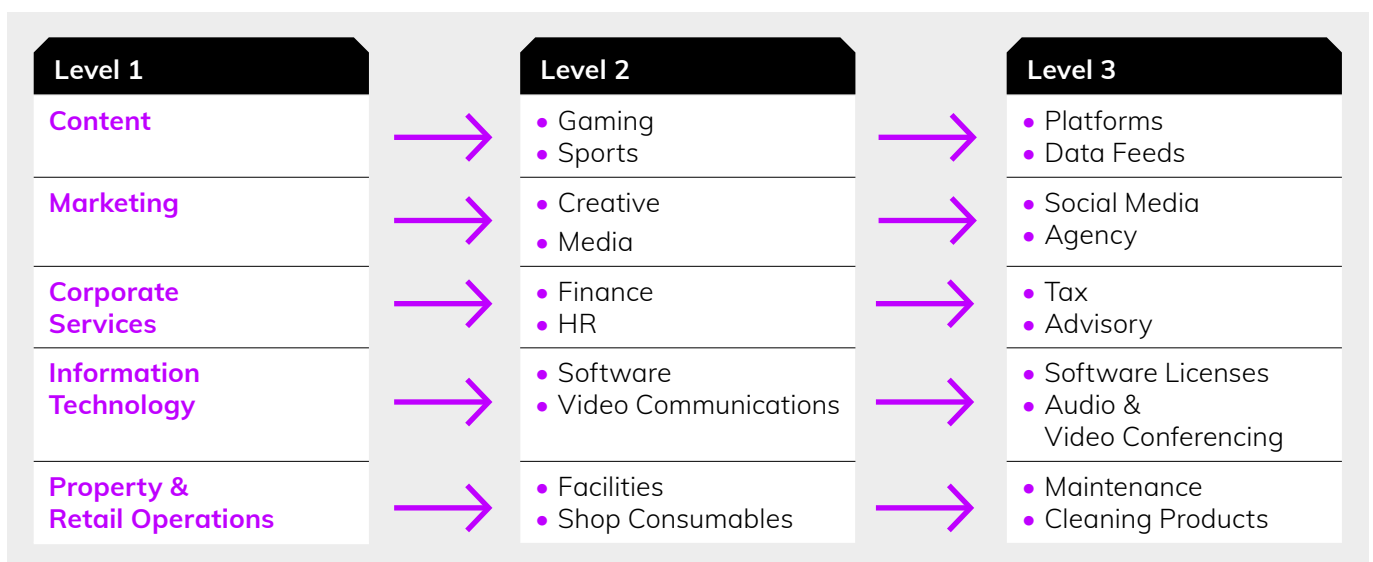 Level 1
Level 2
Level 3
Content
• Gaming
• Sports
• Platforms
• Data Feeds
Marketing
• Creative
• Media
• Social Media
• Agency
Corporate
Services
• Finance
• HR
• Tax
• Advisory
Information
Technology
• Software
• Video Communications
• Software Licenses
• Audio &
Video Conferencing
Property &
Retail Operations
• Facilities
• Shop Consumables
• Maintenance
• Cleaning Products